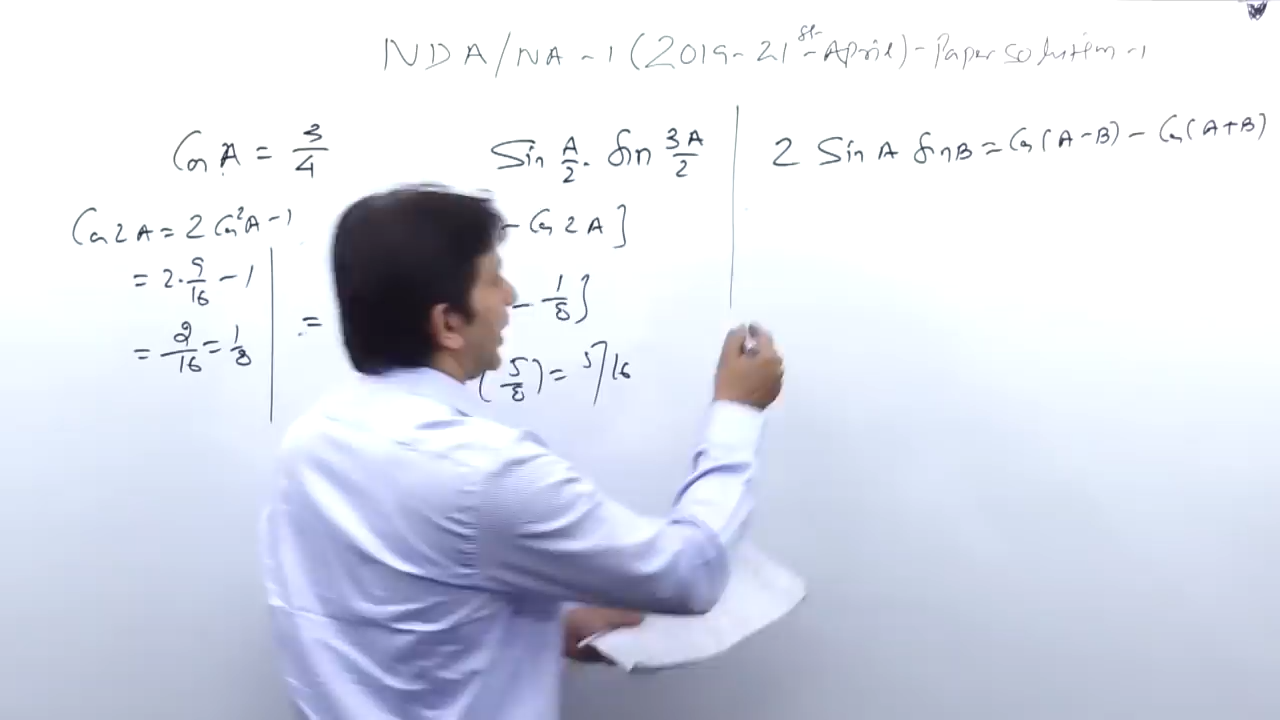 NDA/NA-1 (2019-21st-April)-Paper solution-1
Cos A = 3/4
Sin A/2 . Sin 3A/2
2 Sin A Sin B = Cos(A-B) - Cos(A+B)
Cos 2A = 2 Cos²A - 1
- Cos 2A]
= 2. 9/16 - 1
=
- 1/8]
= 2/16 = 1/8
(5/8) = 5/16